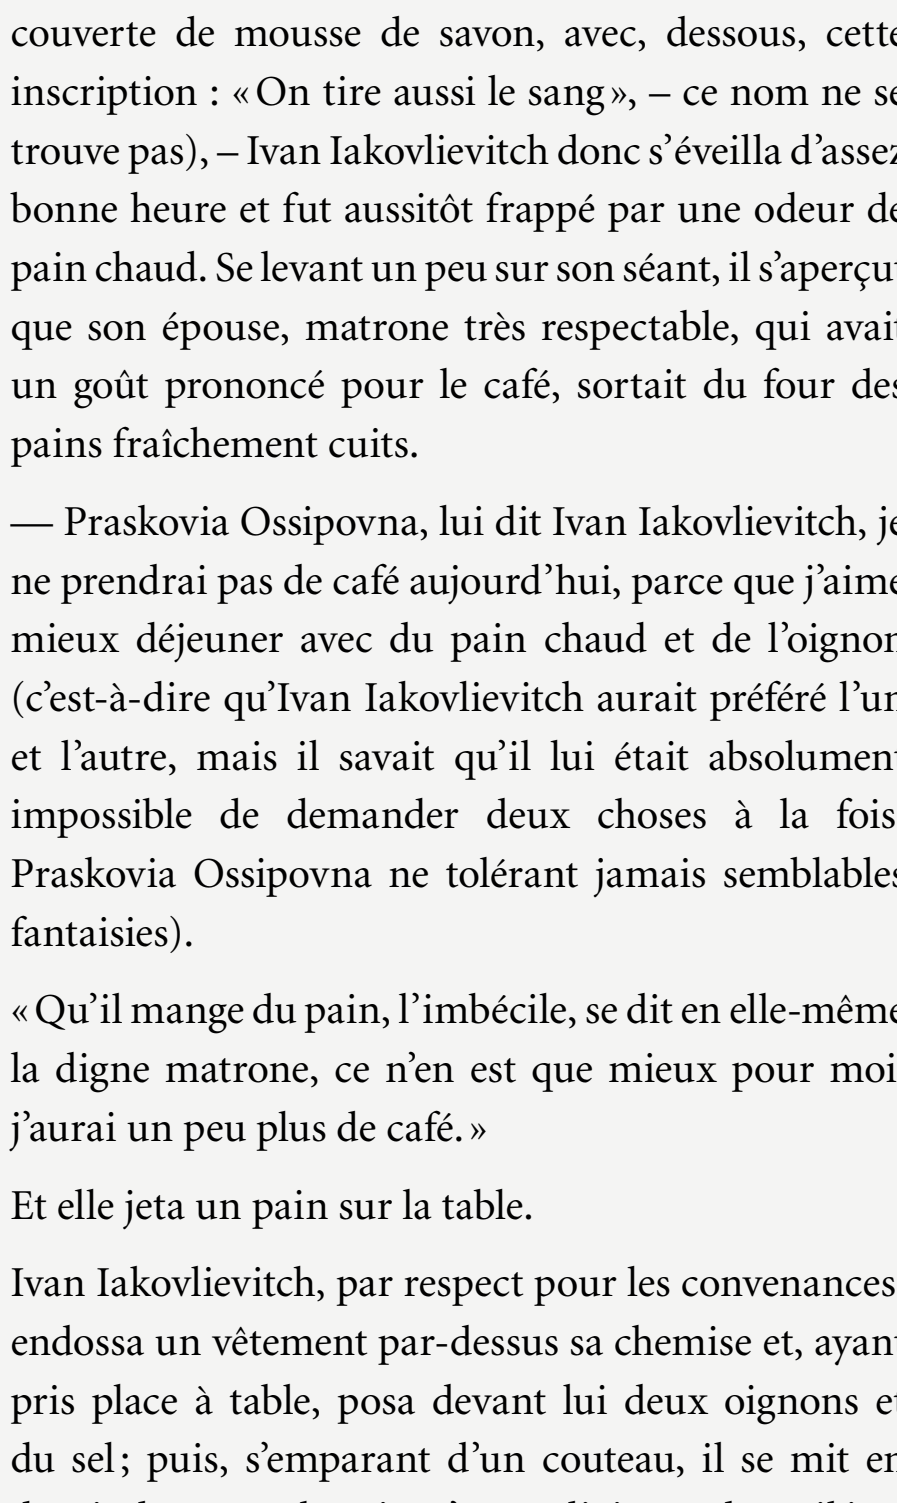 couverte de mousse de savon, avec, dessous, cette
inscription : « On tire aussi le sang », – ce nom ne se
trouve pas), – Ivan Iakovlievitch donc s’éveilla d’assez
bonne heure et fut aussitôt frappé par une odeur de
pain chaud. Se levant un peu sur son séant, il s’aperçut
que son épouse, matrone très respectable, qui avait
un goût prononcé pour le café, sortait du four des
pains fraîchement cuits.
— Praskovia Ossipovna, lui dit Ivan Iakovlievitch, je
ne prendrai pas de café aujourd’hui, parce que j’aime
mieux déjeuner avec du pain chaud et de l’oignon
(c’est-à-dire qu’Ivan Iakovlievitch aurait préféré l’un
et l’autre, mais il savait qu’il lui était absolument
impossible de demander deux choses à la fois
Praskovia Ossipovna ne tolérant jamais semblables
fantaisies).
« Qu’il mange du pain, l’imbécile, se dit en elle-même
la digne matrone, ce n’en est que mieux pour moi
j’aurai un peu plus de café. »
Et elle jeta un pain sur la table.
Ivan Iakovlievitch, par respect pour les convenances
endossa un vêtement par-dessus sa chemise et, ayant
pris place à table, posa devant lui deux oignons et
du sel ; puis, s’emparant d’un couteau, il se mit en